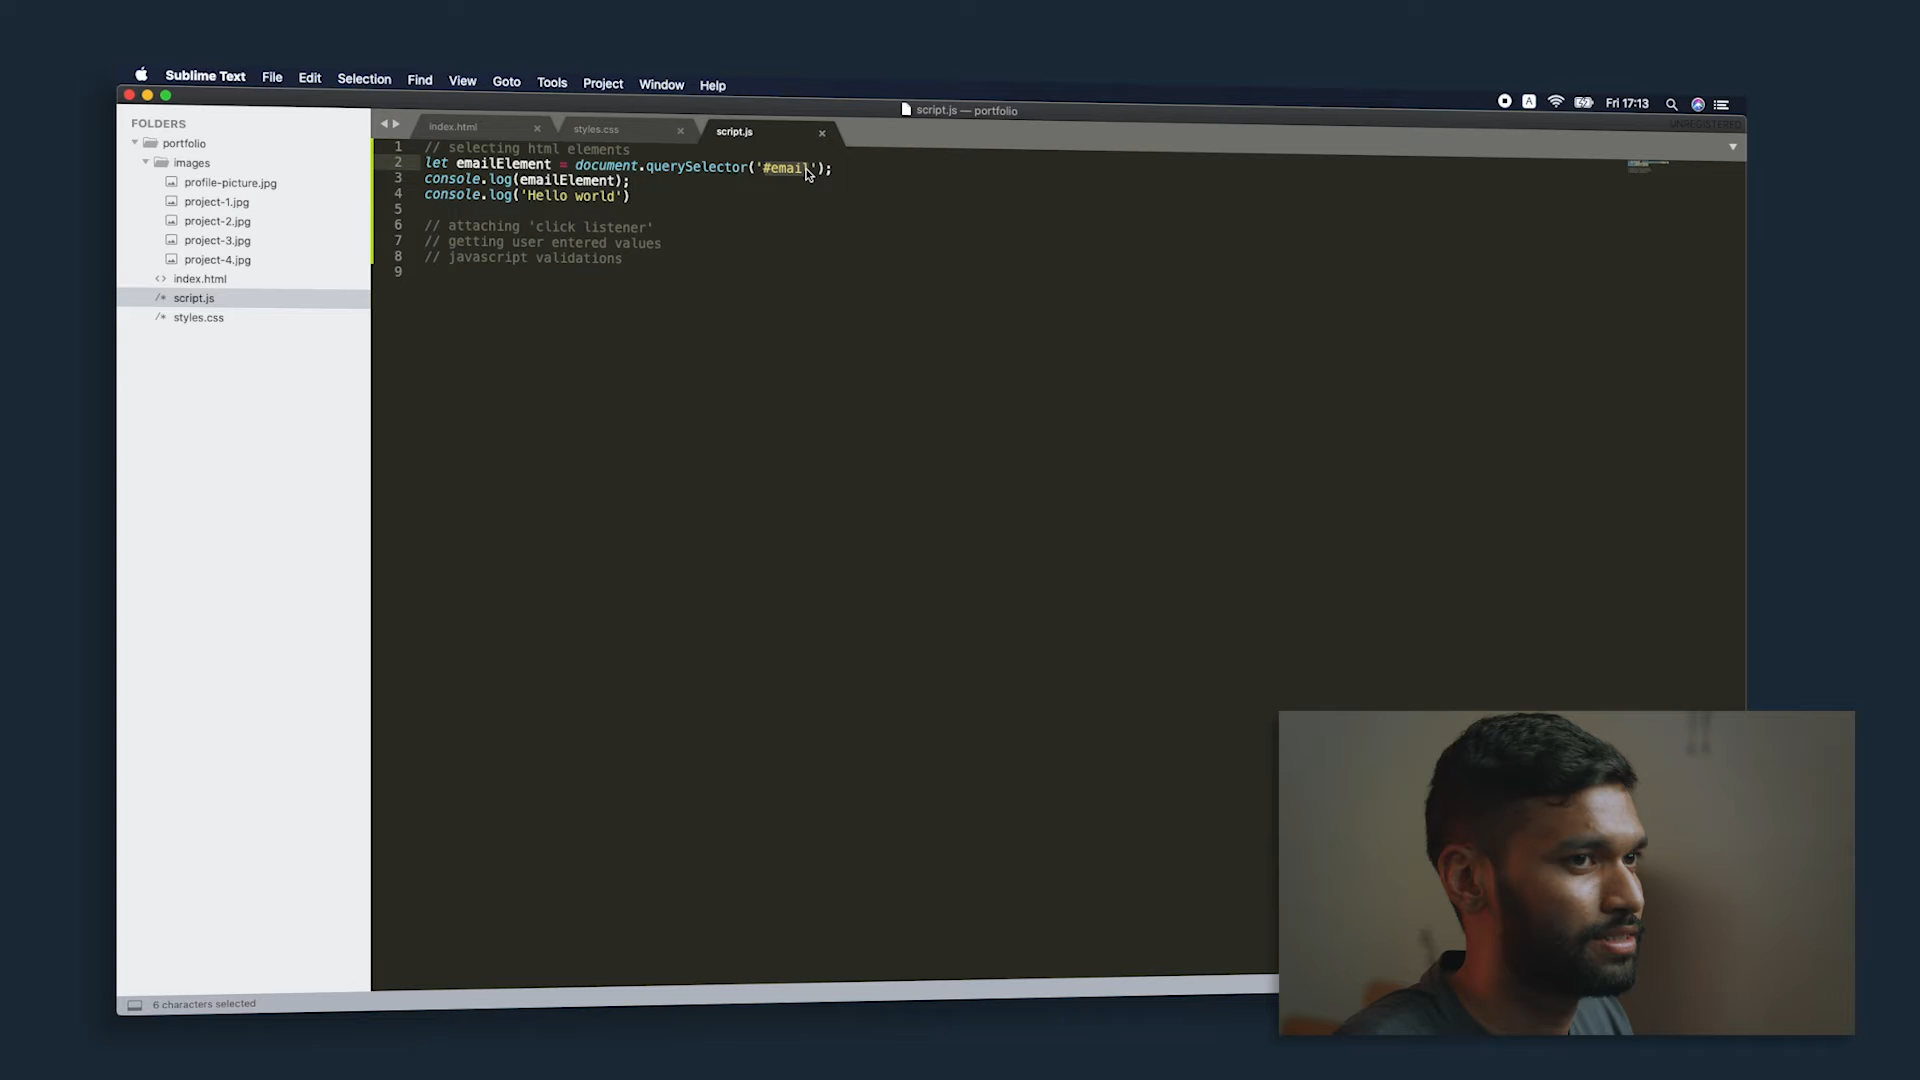 Sublime Text File Edit Selection Find View Goto Tools Project Window Help
A Fri 17:13
script.js — portfolio
UNREGISTERED
FOLDERS
portfolio
images
profile-picture.jpg
project-1.jpg
project-2.jpg
project-3.jpg
project-4.jpg
<> index.html
/* script.js
/* styles.css
index.html styles.css script.js
1 // selecting html elements
2 let emailElement = document.querySelector('#email');
3 console.log(emailElement);
4 console.log('Hello world')
5
6 // attaching 'click listener'
7 // getting user entered values
8 // javascript validations
9
6 characters selected